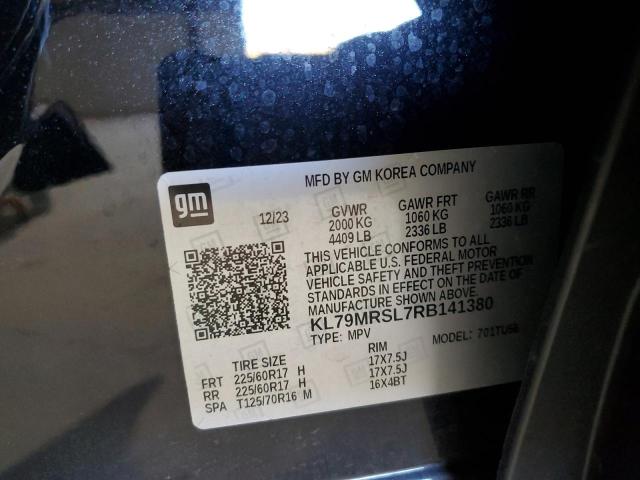 MFD BY GM KOREA COMPANY
gm
12/23
GVWR GAWR FRT GAWR RR
2000 KG 1060 KG 1060 KG
4409 LB 2336 LB 2336 LB
THIS VEHICLE CONFORMS TO ALL
APPLICABLE U.S. FEDERAL MOTOR
VEHICLE SAFETY AND THEFT PREVENTION
STANDARDS IN EFFECT ON THE DATE OF
MANUFACTURE SHOWN ABOVE.
KL79MRSL7RB141380
TYPE: MPV MODEL: 701TU56
TIRE SIZE RIM
FRT 225/60R17 H 17X7.5J
RR 225/60R17 H 17X7.5J
SPA T125/70R16 M 16X4BT